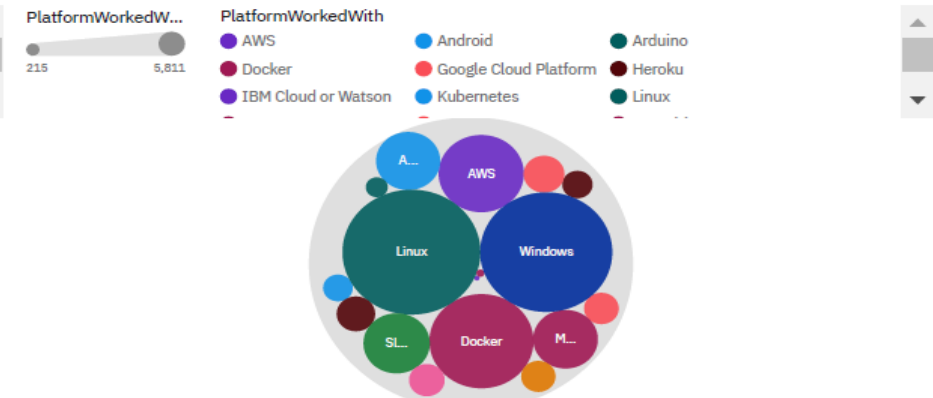 PlatformWorkedW...
215 5,811
PlatformWorkedWith
AWS Android Arduino
Docker Google Cloud Platform Heroku
IBM Cloud or Watson Kubernetes Linux
A...
AWS
Linux
Windows
Sl...
Docker
M...